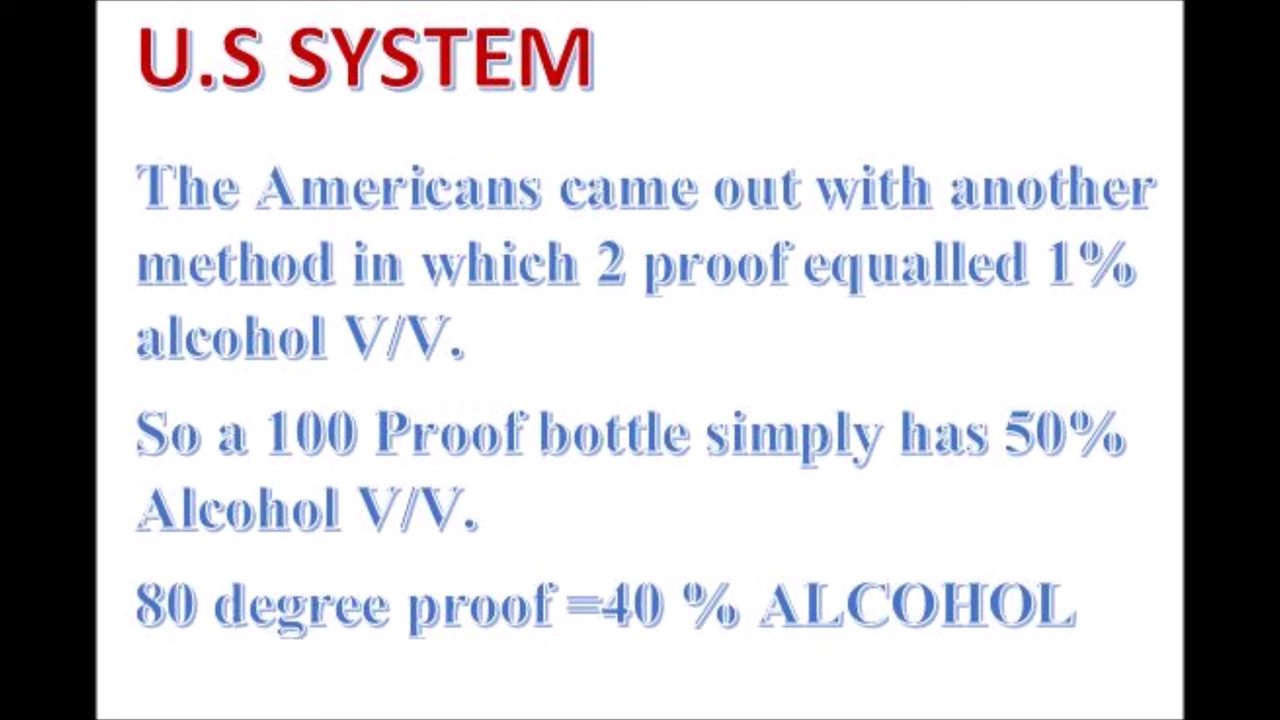 U.S SYSTEM
The Americans came out with another
method in which 2 proof equalled 1%
alcohol V/V.
So a 100 Proof bottle simply has 50%
Alcohol V/V.
80 degree proof =40 % ALCOHOL